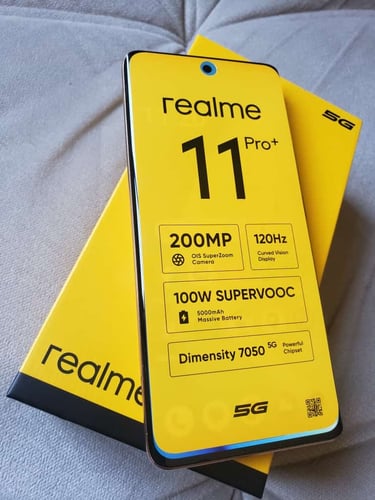 5G
realme
11 Pro+
200MP
OIS SuperZoom
Camera
120Hz
Curved Vision
Display
100W SUPERVOOC
5000mAh
Massive Battery
Dimensity 7050 5G
Powerful
Chipset
5G
realme